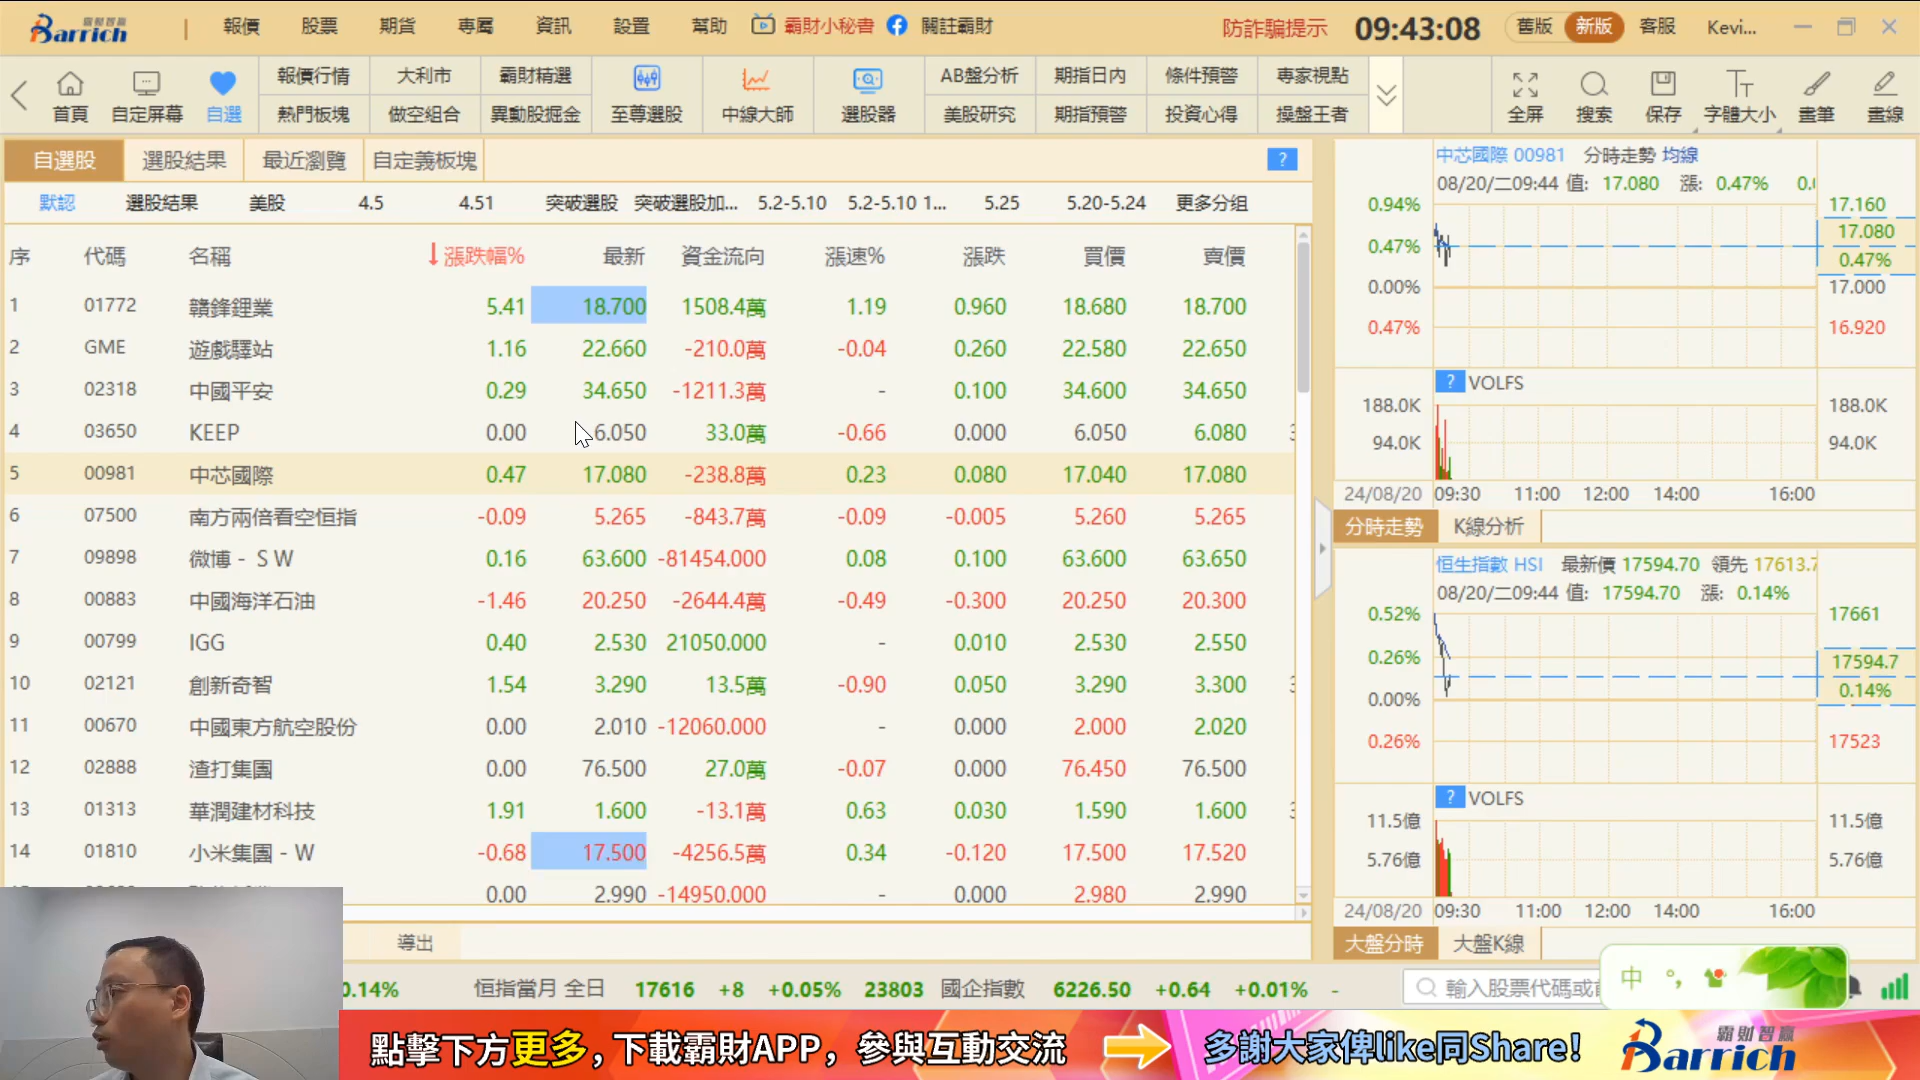 霸財智贏
Barrich
報價 股票 期貨 專屬 資訊 設置 幫助 霸財小秘書 關註霸財 防詐騙提示 09:43:08 舊版 新版 客服 Kevi...
首頁 自定屏幕 自選 報價行情 大利市 霸財精選 至尊選股 中線大師 選股器 AB盤分析 期指日内 條件預警 專家視點 全屏 搜索 保存 字體大小 畫筆 畫線
熱門板塊 做空組合 異動股掘金 美股研究 期指預警 投資心得 操盤王者
自選股 選股結果 最近瀏覽 自定義板塊 ?
默認 選股結果 美股 4.5 4.51 突破選股 突破選股加... 5.2-5.10 5.2-5.10 1... 5.25 5.20-5.24 更多分組
序 代碼 名稱 漲跌幅% 最新 資金流向 漲速% 漲跌 買價 賣價
1 01772 贛鋒鋰業 5.41 18.700 1508.4萬 1.19 0.960 18.680 18.700
2 GME 遊戲驛站 1.16 22.660 -210.0萬 -0.04 0.260 22.580 22.650
3 02318 中國平安 0.29 34.650 -1211.3萬 - 0.100 34.600 34.650
4 03650 KEEP 0.00 6.050 33.0萬 -0.66 0.000 6.050 6.080
5 00981 中芯國際 0.47 17.080 -238.8萬 0.23 0.080 17.040 17.080
6 07500 南方兩倍看空恒指 -0.09 5.265 -843.7萬 -0.09 -0.005 5.260 5.265
7 09898 微博－ＳＷ 0.16 63.600 -81454.000 0.08 0.100 63.600 63.650
8 00883 中國海洋石油 -1.46 20.250 -2644.4萬 -0.49 -0.300 20.250 20.300
9 00799 IGG 0.40 2.530 21050.000 - 0.010 2.530 2.550
10 02121 創新奇智 1.54 3.290 13.5萬 -0.90 0.050 3.290 3.300
11 00670 中國東方航空股份 0.00 2.010 -12060.000 - 0.000 2.000 2.020
12 02888 渣打集團 0.00 76.500 27.0萬 -0.07 0.000 76.450 76.500
13 01313 華潤建材科技 1.91 1.600 -13.1萬 0.63 0.030 1.590 1.600
14 01810 小米集團－W -0.68 17.500 -4256.5萬 0.34 -0.120 17.500 17.520
0.00 2.990 -14950.000 - 0.000 2.980 2.990
導出
中芯國際 00981 分時走勢 均線
08/20/二09:44 值: 17.080 漲: 0.47%
0.94% 17.160
17.080
0.47% 0.47%
0.00% 17.000
0.47% 16.920
? VOLFS
188.0K 188.0K
94.0K 94.0K
24/08/20 09:30 11:00 12:00 14:00 16:00
分時走勢 K線分析
恒生指數 HSI 最新價 17594.70 領先 17613.7
08/20/二09:44 值: 17594.70 漲: 0.14%
0.52% 17661
0.26% 17594.7
0.14%
0.00%
0.26% 17523
? VOLFS
11.5億 11.5億
5.76億 5.76億
24/08/20 09:30 11:00 12:00 14:00 16:00
大盤分時 大盤K線
0.14% 恒指當月 全日 17616 +8 +0.05% 23803 國企指數 6226.50 +0.64 +0.01% - 輸入股票代碼或 中
點擊下方更多，下載霸財APP，參與互動交流 多謝大家俾like同Share！ 霸財智贏
Barrich